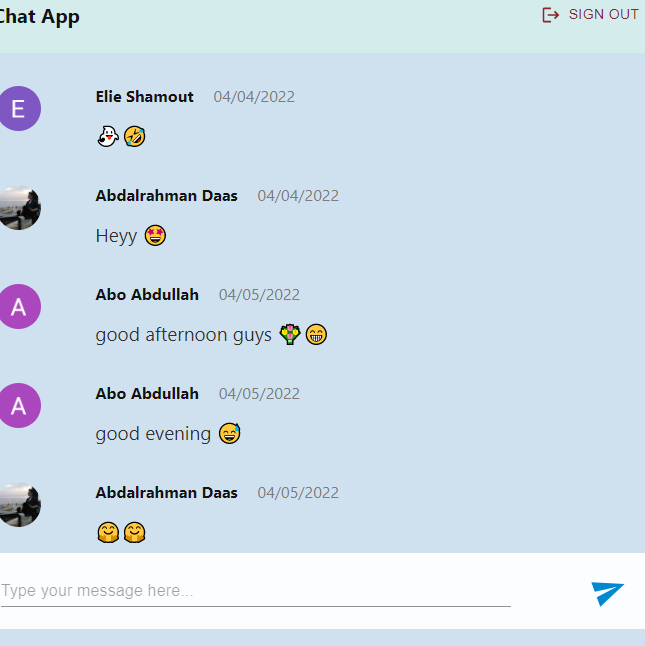 Chat App
SIGN OUT
E
Elie Shamout 04/04/2022
👻🤣
Abdalrahman Daas 04/04/2022
Heyy 🤩
A
Abo Abdullah 04/05/2022
good afternoon guys 💐😁
A
Abo Abdullah 04/05/2022
good evening 😅
Abdalrahman Daas 04/05/2022
🤗🤗
Type your message here...